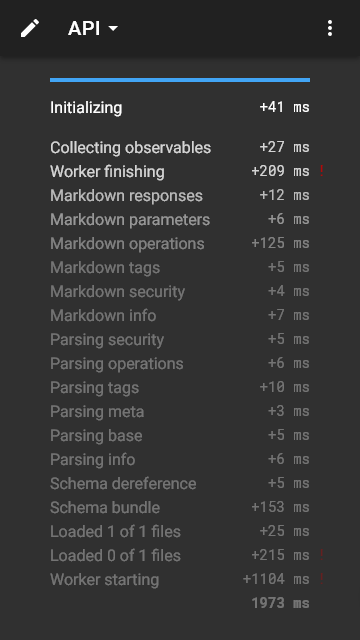 API
Initializing +41 ms
Collecting observables +27 ms
Worker finishing +209 ms !
Markdown responses +12 ms
Markdown parameters +6 ms
Markdown operations +125 ms
Markdown tags +5 ms
Markdown security +4 ms
Markdown info +7 ms
Parsing security +5 ms
Parsing operations +6 ms
Parsing tags +10 ms
Parsing meta +3 ms
Parsing base +5 ms
Parsing info +6 ms
Schema dereference +5 ms
Schema bundle +153 ms
Loaded 1 of 1 files +25 ms
Loaded 0 of 1 files +215 ms !
Worker starting +1104 ms !
1973 ms